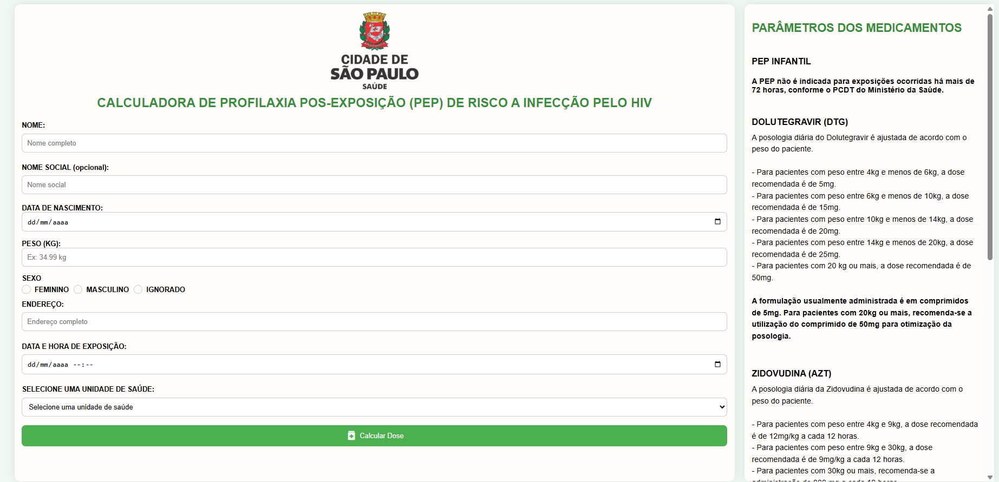 CIDADE DE
SÃO PAULO
SAÚDE
CALCULADORA DE PROFILAXIA POS-EXPOSIÇÃO (PEP) DE RISCO A INFECÇÃO PELO HIV
NOME:
Nome completo
NOME SOCIAL (opcional):
Nome social
DATA DE NASCIMENTO:
dd/mm/aaaa
PESO (KG):
Ex: 34.99 kg
SEXO
FEMININO MASCULINO IGNORADO
ENDEREÇO:
Endereço completo
DATA E HORA DE EXPOSIÇÃO:
dd/mm/aaaa --:--
SELECIONE UMA UNIDADE DE SAÚDE:
Selecione uma unidade de saúde
Calcular Dose
PARÂMETROS DOS MEDICAMENTOS
PEP INFANTIL
A PEP não é indicada para exposições ocorridas há mais de
72 horas, conforme o PCDT do Ministério da Saúde.
DOLUTEGRAVIR (DTG)
A posologia diária do Dolutegravir é ajustada de acordo com o
peso do paciente.
- Para pacientes com peso entre 4kg e menos de 6kg, a dose
recomendada é de 5mg.
- Para pacientes com peso entre 6kg e menos de 10kg, a dose
recomendada é de 15mg.
- Para pacientes com peso entre 10kg e menos de 14kg, a dose
recomendada é de 20mg.
- Para pacientes com peso entre 14kg e menos de 20kg, a dose
recomendada é de 25mg.
- Para pacientes com 20 kg ou mais, a dose recomendada é de
50mg.
A formulação usualmente administrada é em comprimidos
de 5mg. Para pacientes com 20kg ou mais, recomenda-se a
utilização do comprimido de 50mg para otimização da
posologia.
ZIDOVUDINA (AZT)
A posologia diária da Zidovudina é ajustada de acordo com o
peso do paciente.
- Para pacientes com peso entre 4kg e 9kg, a dose recomendada
é de 12mg/kg a cada 12 horas.
- Para pacientes com peso entre 9kg e 30kg, a dose
recomendada é de 9mg/kg a cada 12 horas.
- Para pacientes com 30kg ou mais, recomenda-se a